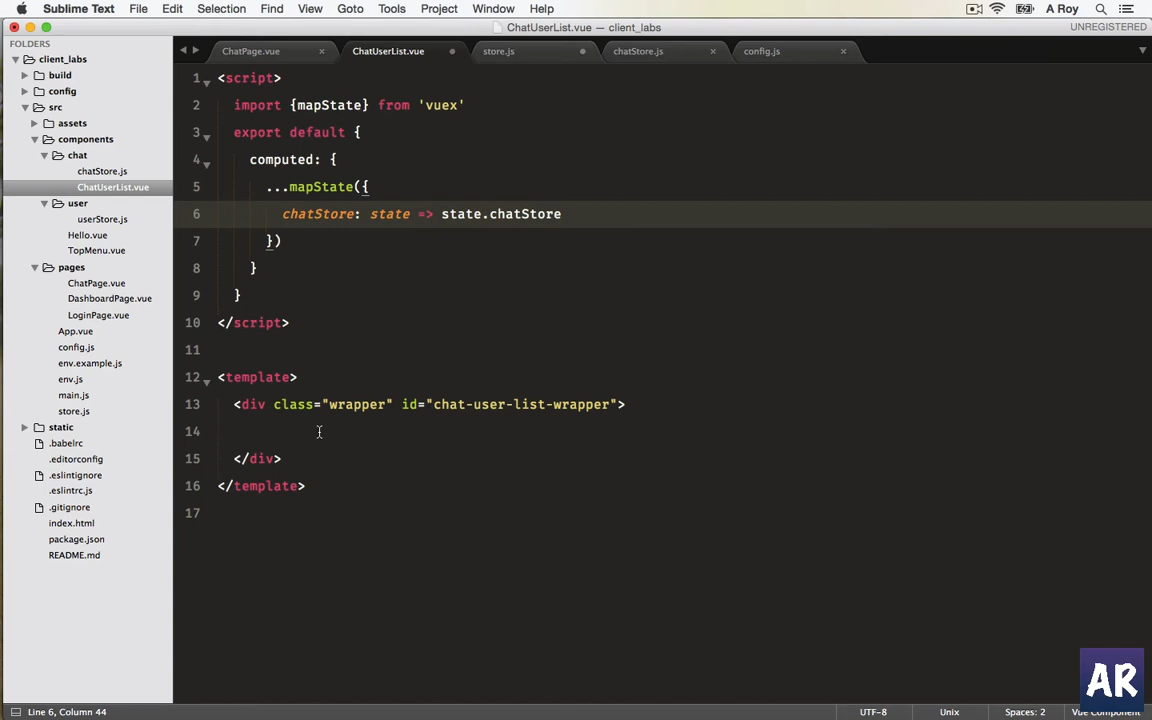 Sublime Text File Edit Selection Find View Goto Tools Project Window Help A Roy
ChatUserList.vue — client_labs UNREGISTERED
FOLDERS
client_labs
build
config
src
assets
components
chat
chatStore.js
ChatUserList.vue
user
userStore.js
Hello.vue
TopMenu.vue
pages
ChatPage.vue
DashboardPage.vue
LoginPage.vue
App.vue
config.js
env.example.js
env.js
main.js
store.js
static
.babelrc
.editorconfig
.eslintignore
.eslintrc.js
.gitignore
index.html
package.json
README.md
ChatPage.vue ChatUserList.vue store.js chatStore.js config.js
1 <script>
2 import {mapState} from 'vuex'
3 export default {
4 computed: {
5 ...mapState({
6 chatStore: state => state.chatStore
7 })
8 }
9 }
10 </script>
11
12 <template>
13 <div class="wrapper" id="chat-user-list-wrapper">
14
15 </div>
16 </template>
17
AR
Line 6, Column 44 UTF-8 Unix Spaces: 2 Vue Component